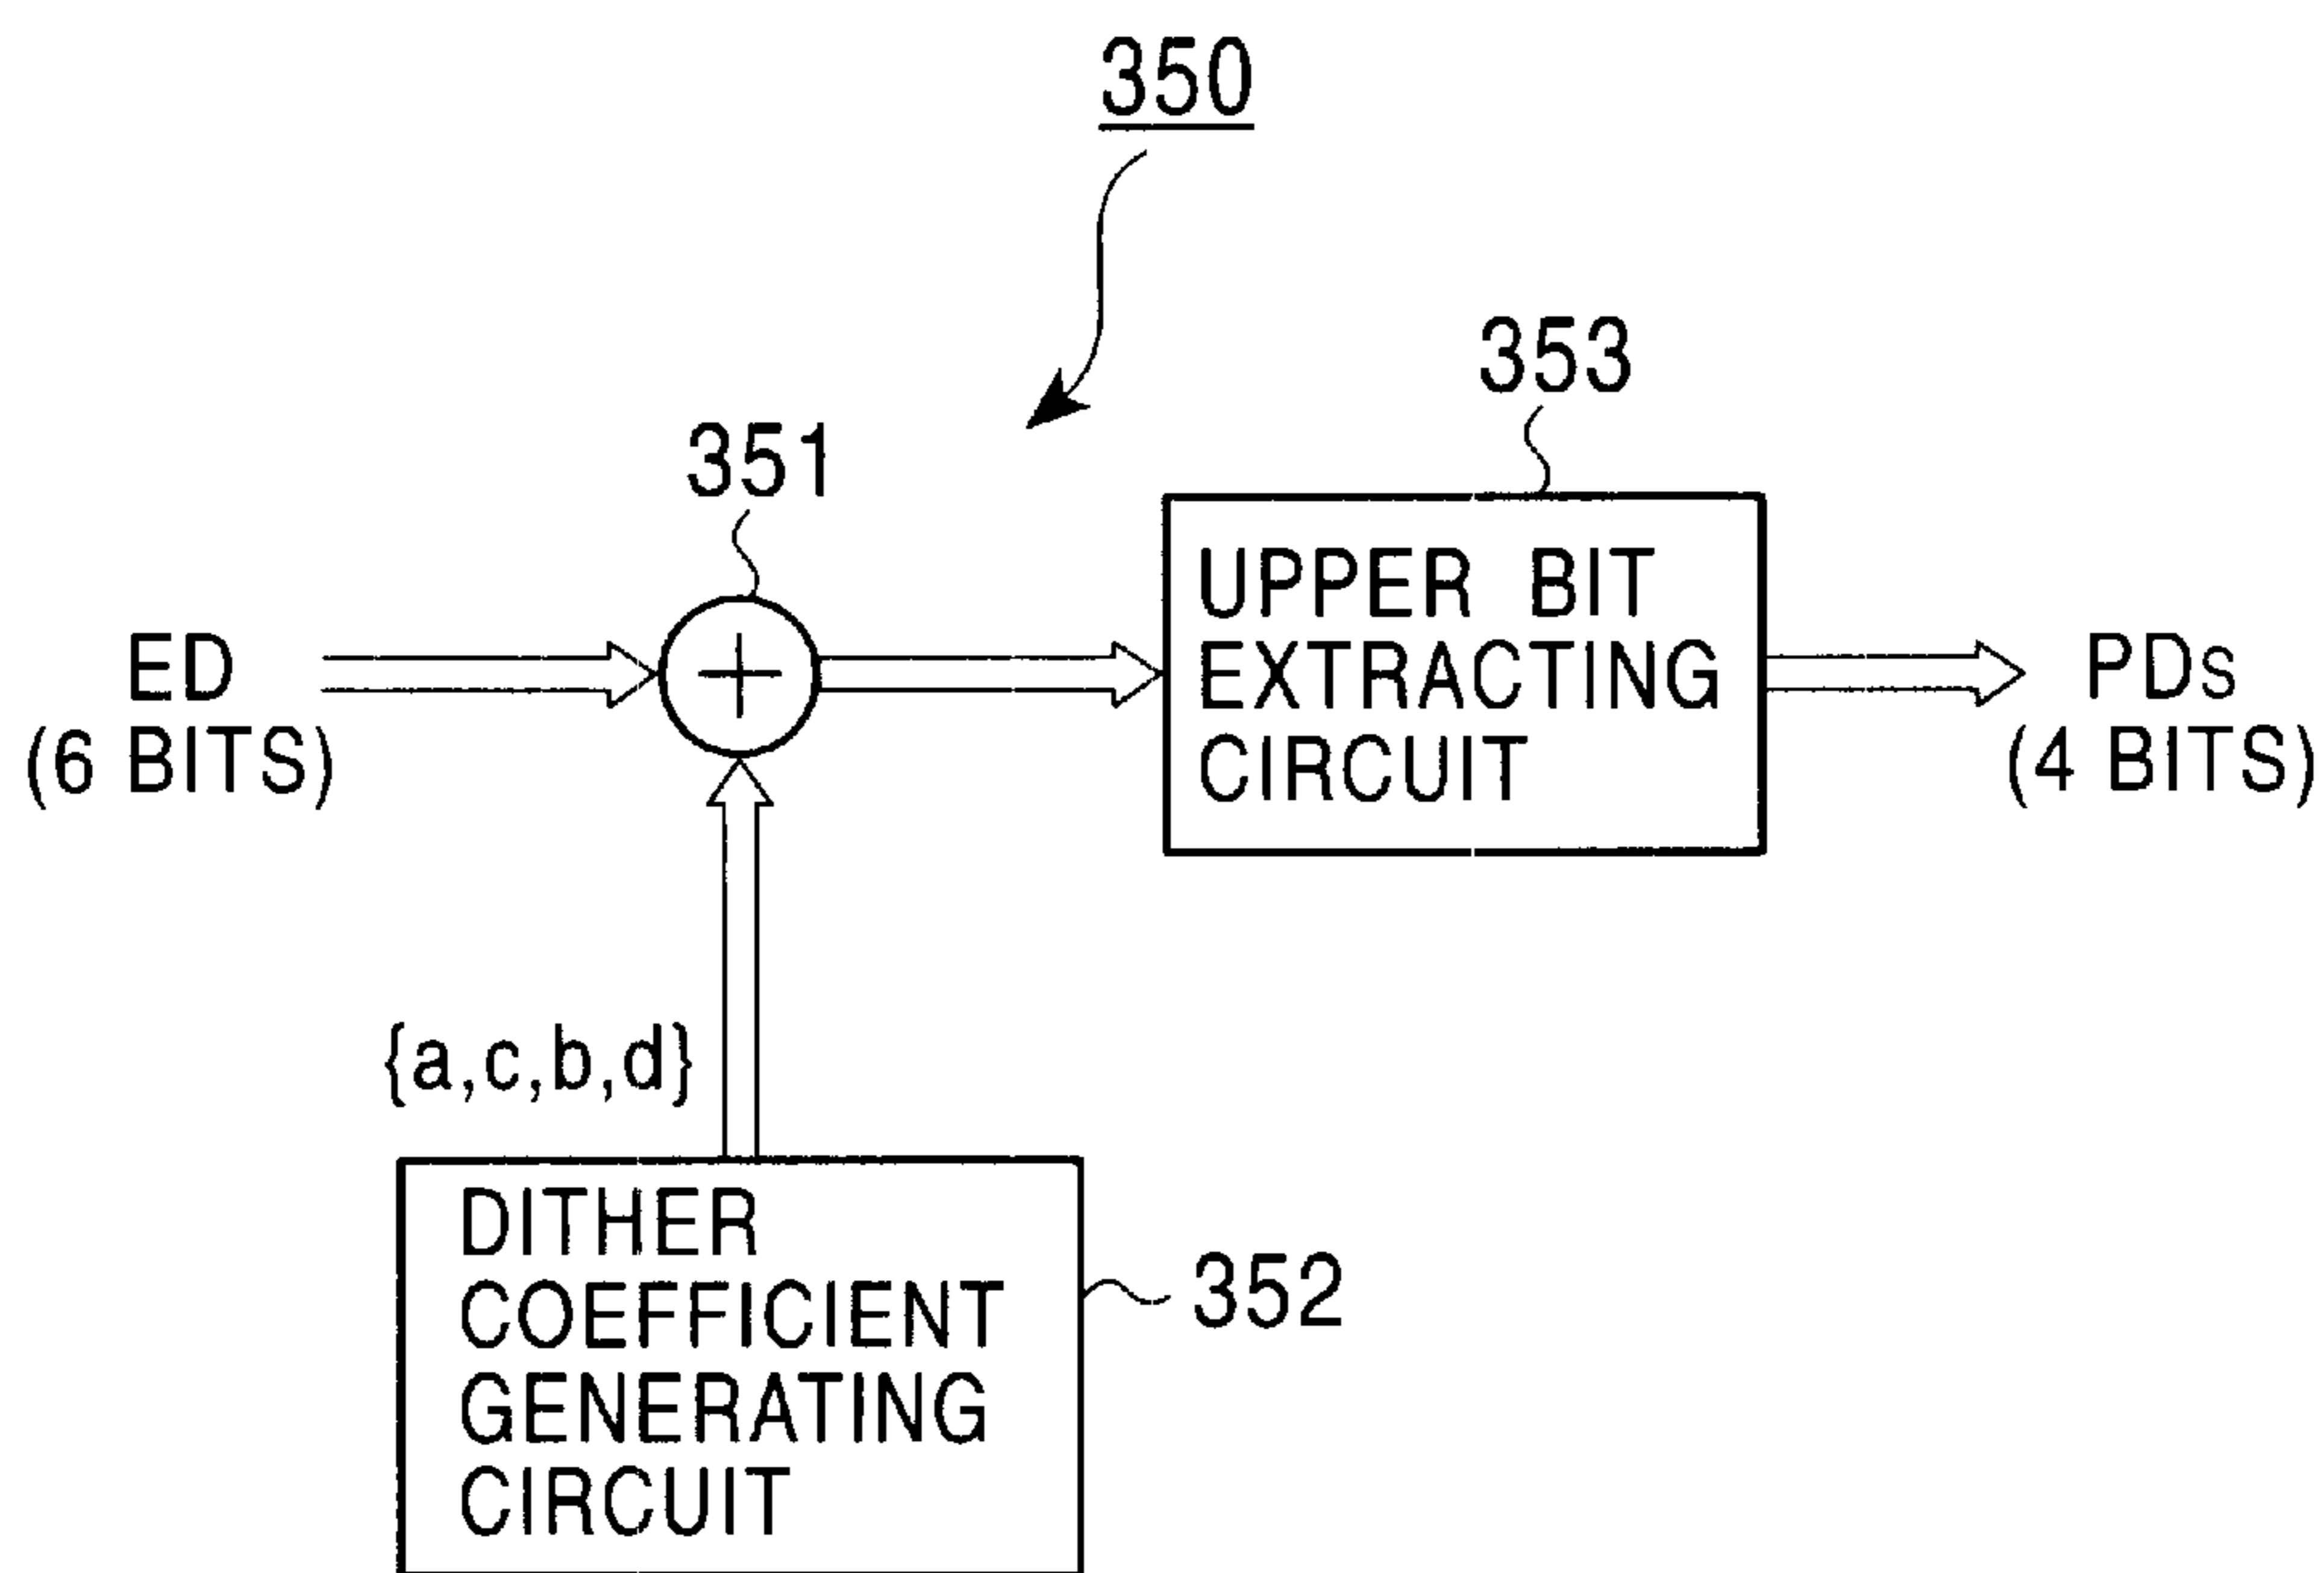 350
353
351
UPPER BIT
EXTRACTING
CIRCUIT
ED
(6 BITS)
PDs
(4 BITS)
{a,c,b,d}
DITHER
COEFFICIENT
GENERATING
CIRCUIT
352